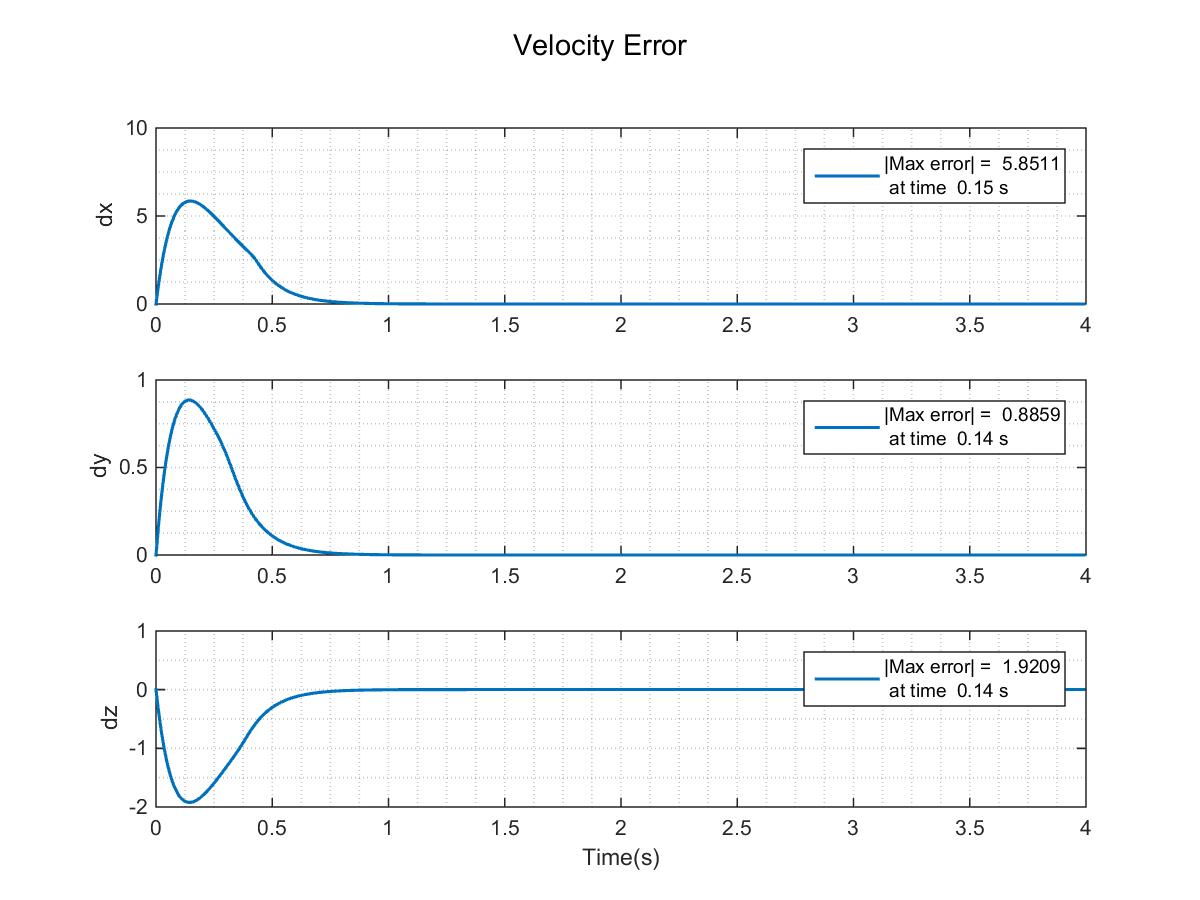 Velocity Error
10
5
0
dx
|Max error| =  5.8511
at time  0.15 s
0 0.5 1 1.5 2 2.5 3 3.5 4
1
0.5
0
dy
|Max error| =  0.8859
at time  0.14 s
0 0.5 1 1.5 2 2.5 3 3.5 4
1
0
-1
-2
dz
|Max error| =  1.9209
at time  0.14 s
0 0.5 1 1.5 2 2.5 3 3.5 4
Time(s)